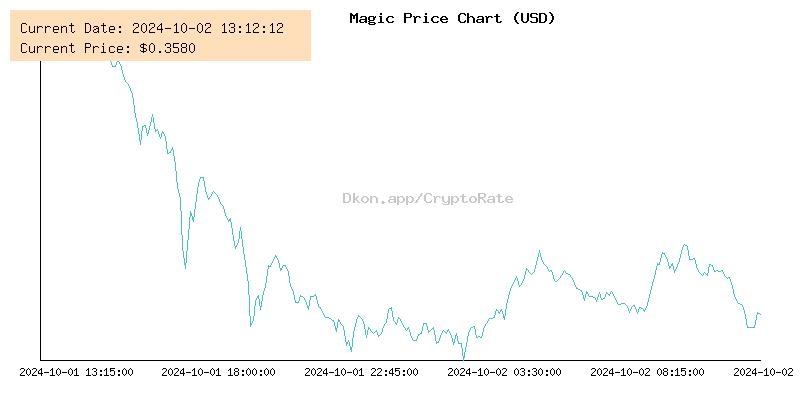 Magic Price Chart (USD)
Current Date: 2024-10-02 13:12:12
Current Price: $0.3580
Dkon.app/CryptoRate
2024-10-01 13:15:00 2024-10-01 18:00:00 2024-10-01 22:45:00 2024-10-02 03:30:00 2024-10-02 08:15:00 2024-10-02